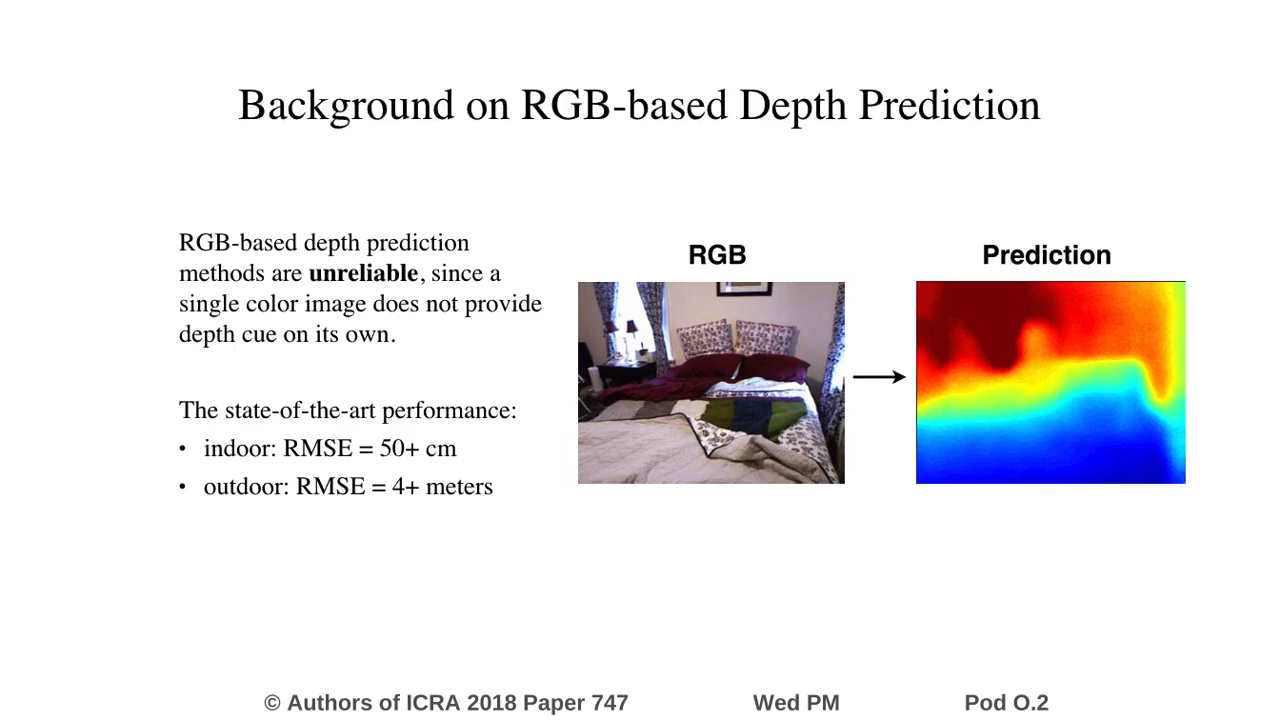 Background on RGB-based Depth Prediction
RGB-based depth prediction
methods are unreliable, since a
single color image does not provide
depth cue on its own.
The state-of-the-art performance:
• indoor: RMSE = 50+ cm
• outdoor: RMSE = 4+ meters
RGB
Prediction
© Authors of ICRA 2018 Paper 747 Wed PM Pod O.2